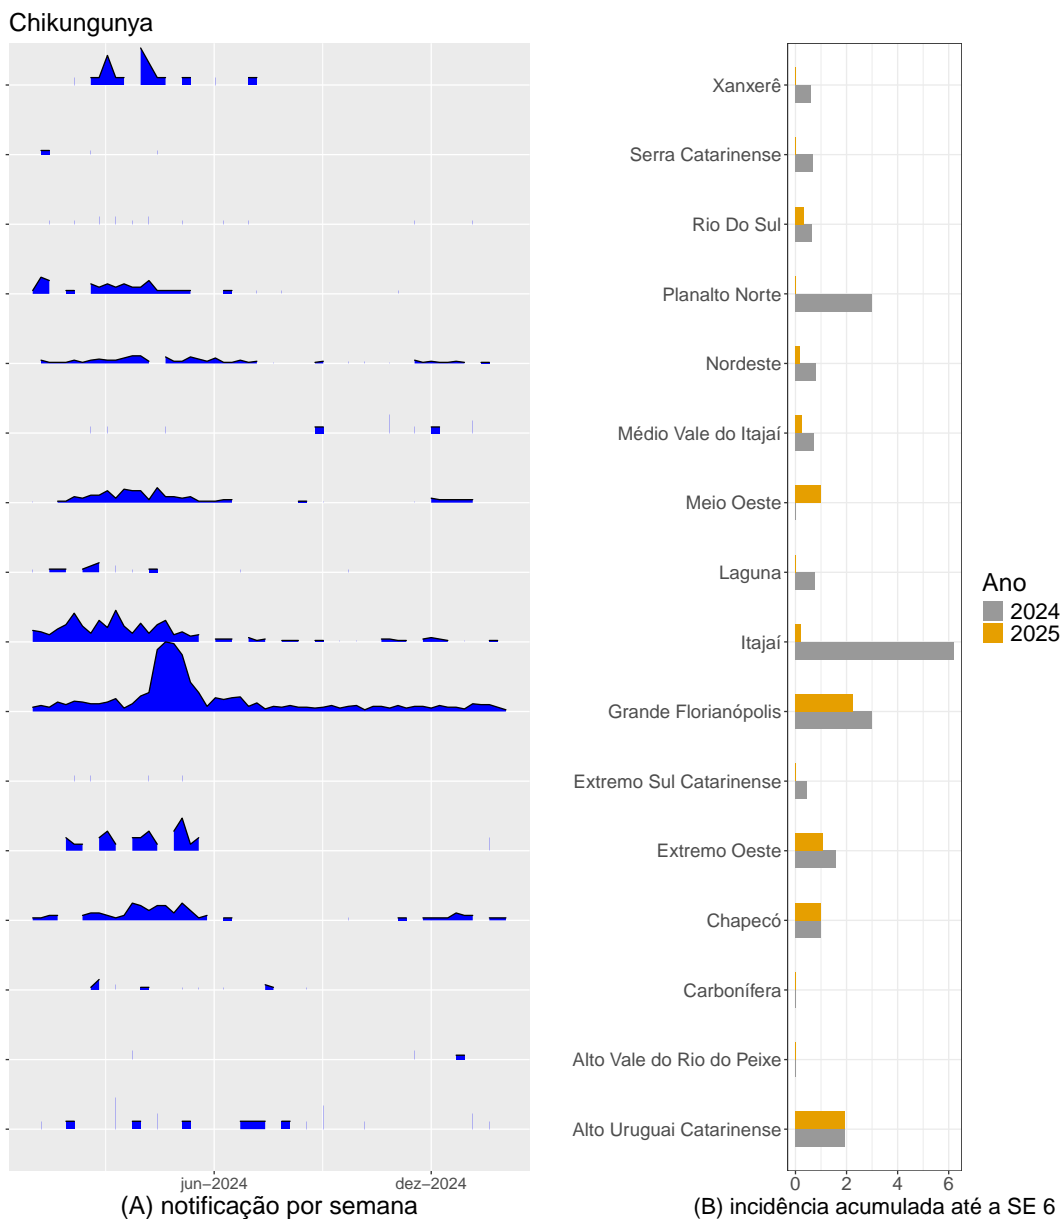 Chikungunya
Xanxerê
Serra Catarinense
Rio Do Sul
Planalto Norte
Nordeste
Médio Vale do Itajaí
Meio Oeste
Laguna
Itajaí
Grande Florianópolis
Extremo Sul Catarinense
Extremo Oeste
Chapecó
Carbonífera
Alto Vale do Rio do Peixe
Alto Uruguai Catarinense
Ano
2024
2025
jun−2024 dez−2024
0 2 4 6
(A) notificação por semana
(B) incidência acumulada até a SE 6